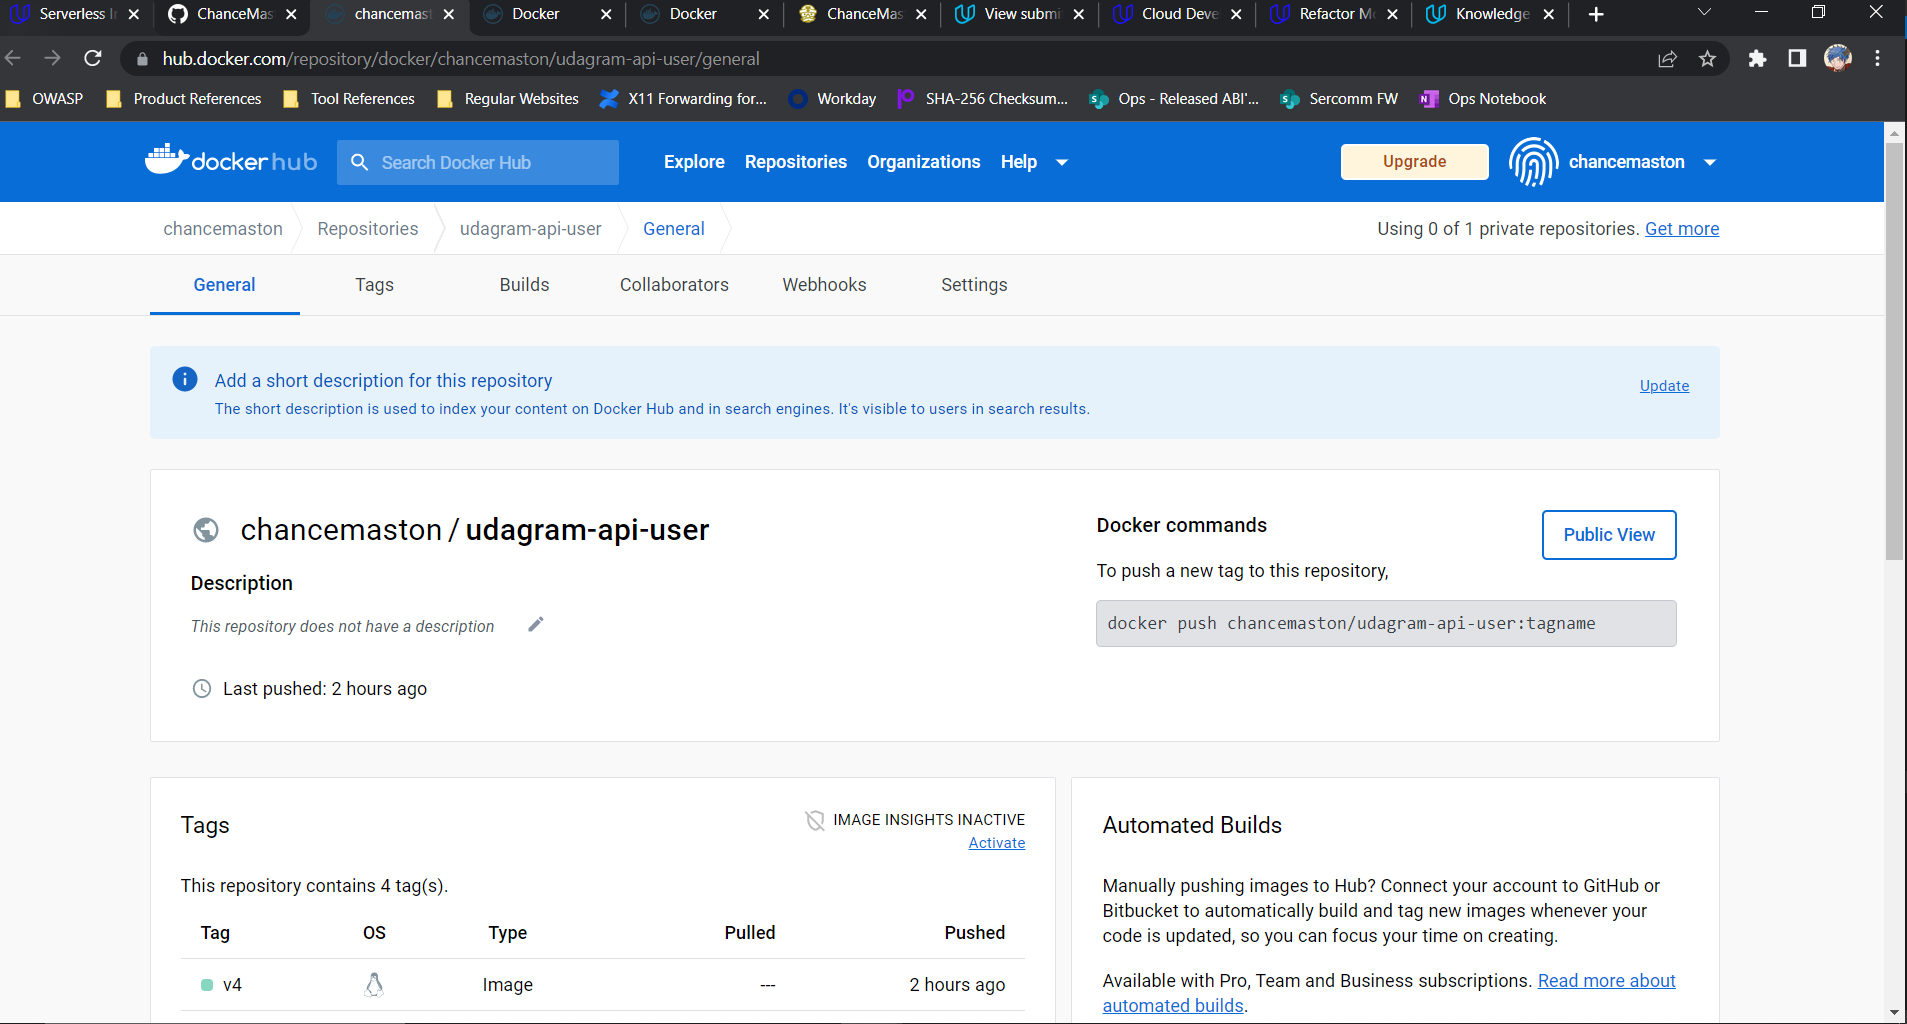 Serverless I
ChanceMas
chancemast
Docker
Docker
ChanceMas
View submi
Cloud Deve
Refactor M
Knowledge
hub.docker.com/repository/docker/chancemaston/udagram-api-user/general
OWASP
Product References
Tool References
Regular Websites
X11 Forwarding for...
Workday
SHA-256 Checksum...
Ops - Released ABI'...
Sercomm FW
Ops Notebook
docker hub
Search Docker Hub
Explore
Repositories
Organizations
Help
Upgrade
chancemaston
chancemaston
Repositories
udagram-api-user
General
Using 0 of 1 private repositories. Get more
General
Tags
Builds
Collaborators
Webhooks
Settings
Add a short description for this repository
The short description is used to index your content on Docker Hub and in search engines. It's visible to users in search results.
Update
chancemaston / udagram-api-user
Description
This repository does not have a description
Last pushed: 2 hours ago
Docker commands
Public View
To push a new tag to this repository,
docker push chancemaston/udagram-api-user:tagname
Tags
IMAGE INSIGHTS INACTIVE
Activate
This repository contains 4 tag(s).
Tag OS Type Pulled Pushed
v4 Image --- 2 hours ago
Automated Builds
Manually pushing images to Hub? Connect your account to GitHub or
Bitbucket to automatically build and tag new images whenever your
code is updated, so you can focus your time on creating.
Available with Pro, Team and Business subscriptions. Read more about
automated builds.